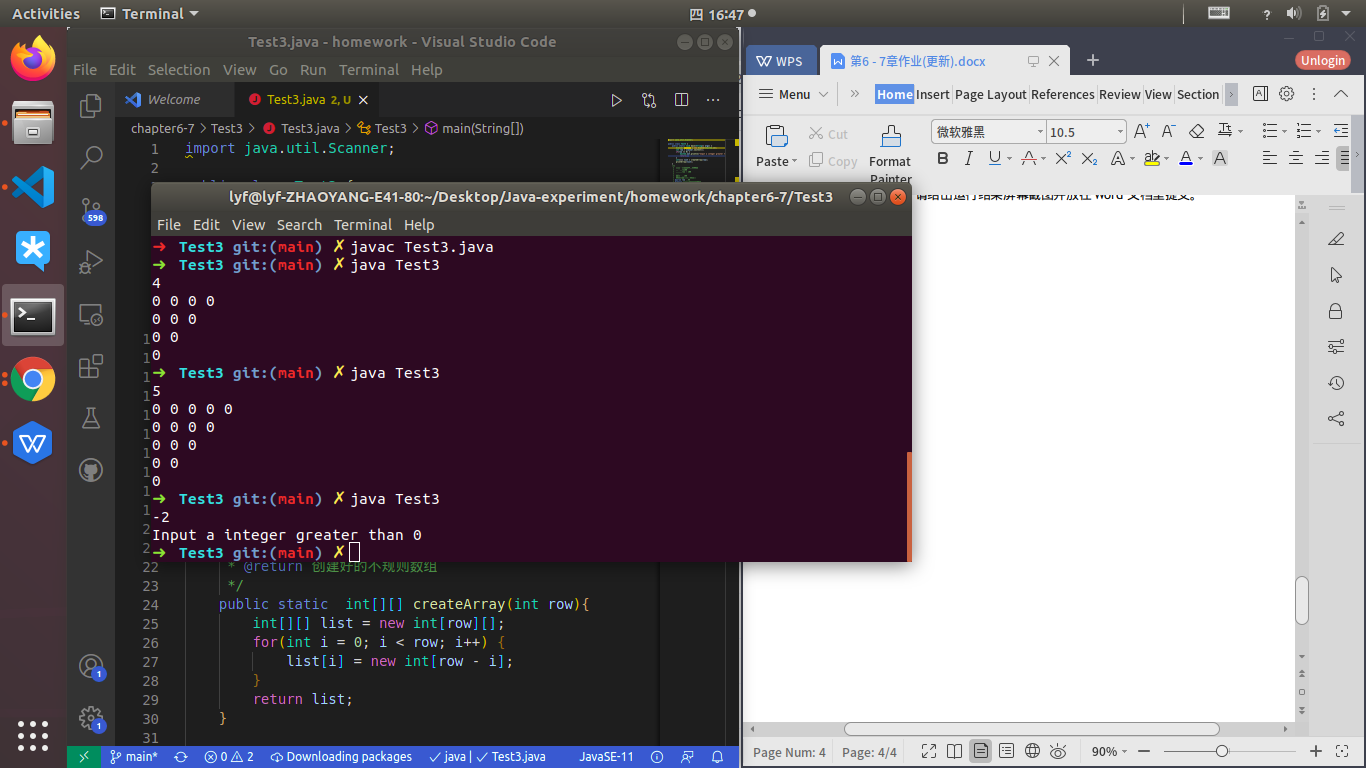 Activities
Terminal
四 16:47
?
Test3.java - homework - Visual Studio Code
File Edit Selection View Go Run Terminal Help
Welcome
Test3.java 2, U
chapter6-7 > Test3 > Test3.java > Test3 > main(String[])
1 import java.util.Scanner;
2
598
lyf@lyf-ZHAOYANG-E41-80:~/Desktop/Java-experiment/homework/chapter6-7/Test3
File Edit View Search Terminal Help
➜ Test3 git:(main) ✗ javac Test3.java
➜ Test3 git:(main) ✗ java Test3
4
0 0 0 0
0 0 0
0 0
0
➜ Test3 git:(main) ✗ java Test3
5
0 0 0 0 0
0 0 0 0
0 0 0
0 0
0
➜ Test3 git:(main) ✗ java Test3
-2
Input a integer greater than 0
➜ Test3 git:(main) ✗
22 * @return 创建好的不规则数组
23 */
24 public static int[][] createArray(int row){
25 int[][] list = new int[row][];
26 for(int i = 0; i < row; i++) {
27 list[i] = new int[row - i];
28 }
29 return list;
30 }
31
1
1
main* 0 2 Downloading packages java | Test3.java JavaSE-11
WPS
第6 - 7章作业(更新).docx
Unlogin
Menu
Home Insert Page Layout References Review View Section
Paste Cut Copy Format Painter
微软雅黑 10.5
Page Num: 4 Page: 4/4 90%